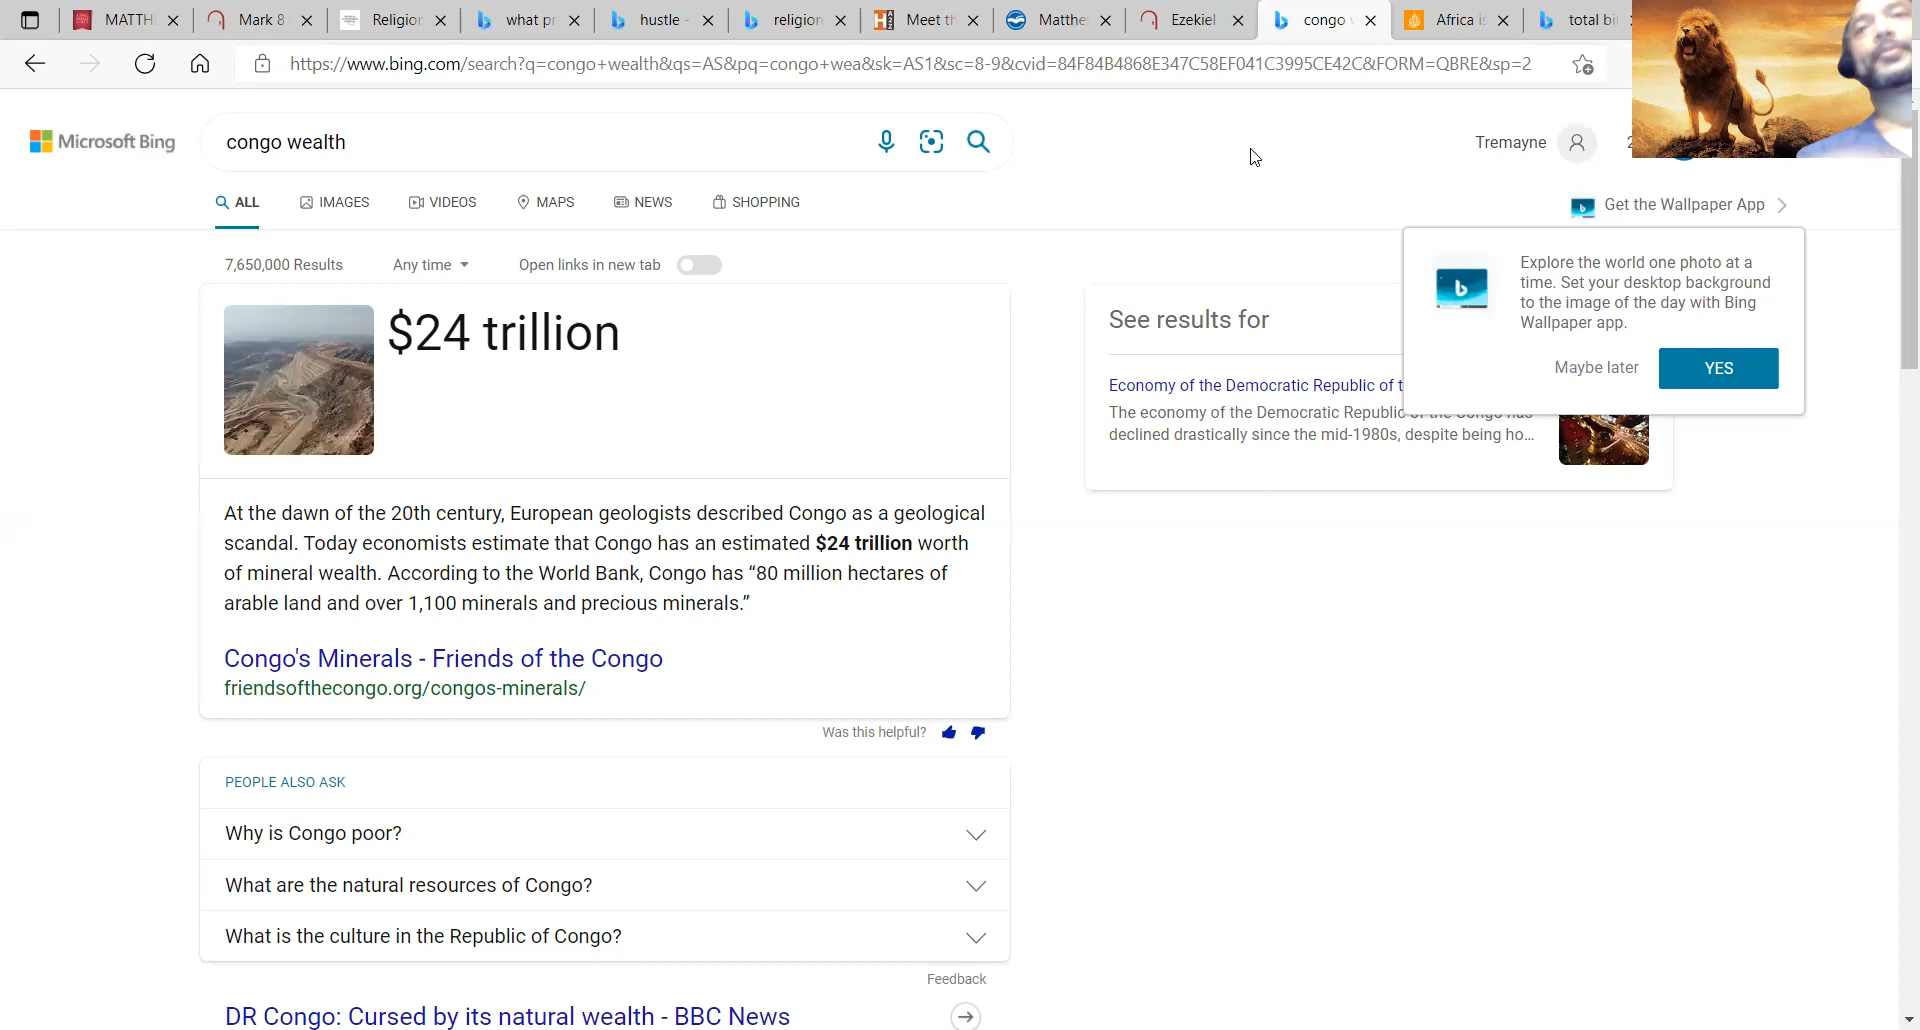 MATTH
Mark 8
Religion
what pr
hustle -
religion
Meet th
Matthe
Ezekiel
congo
Africa is
total bi
https://www.bing.com/search?q=congo+wealth&qs=AS&pq=congo+wea&sk=AS1&sc=8-9&cvid=84F84B4868E347C58EF041C3995CE42C&FORM=QBRE&sp=2
Microsoft Bing
congo wealth
Tremayne
ALL
IMAGES
VIDEOS
MAPS
NEWS
SHOPPING
Get the Wallpaper App
7,650,000 Results
Any time
Open links in new tab
Explore the world one photo at a
time. Set your desktop background
to the image of the day with Bing
Wallpaper app.
Maybe later
YES
$24 trillion
See results for
Economy of the Democratic Republic of t
The economy of the Democratic Republic of the Congo has
declined drastically since the mid-1980s, despite being ho...
At the dawn of the 20th century, European geologists described Congo as a geological
scandal. Today economists estimate that Congo has an estimated $24 trillion worth
of mineral wealth. According to the World Bank, Congo has “80 million hectares of
arable land and over 1,100 minerals and precious minerals.”
Congo's Minerals - Friends of the Congo
friendsofthecongo.org/congos-minerals/
Was this helpful?
PEOPLE ALSO ASK
Why is Congo poor?
What are the natural resources of Congo?
What is the culture in the Republic of Congo?
Feedback
DR Congo: Cursed by its natural wealth - BBC News